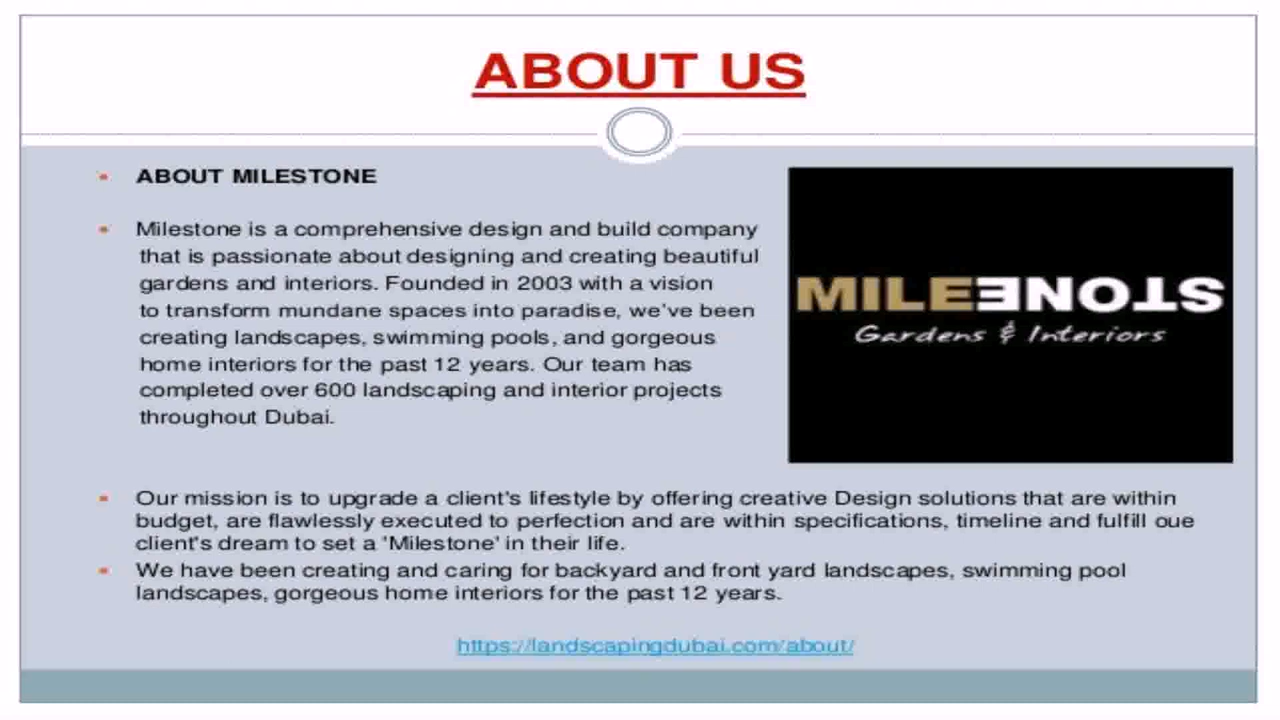 ABOUT US
ABOUT MILESTONE
Milestone is a comprehensive design and build company
that is passionate about designing and creating beautiful
gardens and interiors. Founded in 2003 with a vision
to transform mundane spaces into paradise, we've been
creating landscapes, swimming pools, and gorgeous
home interiors for the past 12 years. Our team has
completed over 600 landscaping and interior projects
throughout Dubai.
MILEENOTS
Gardens & Interiors
Our mission is to upgrade a client's lifestyle by offering creative Design solutions that are within
budget, are flawlessly executed to perfection and are within specifications, timeline and fulfill oue
client's dream to set a 'Milestone' in their life.
We have been creating and caring for backyard and front yard landscapes, swimming pool
landscapes, gorgeous home interiors for the past 12 years.
https://landscapingdubai.com/about/